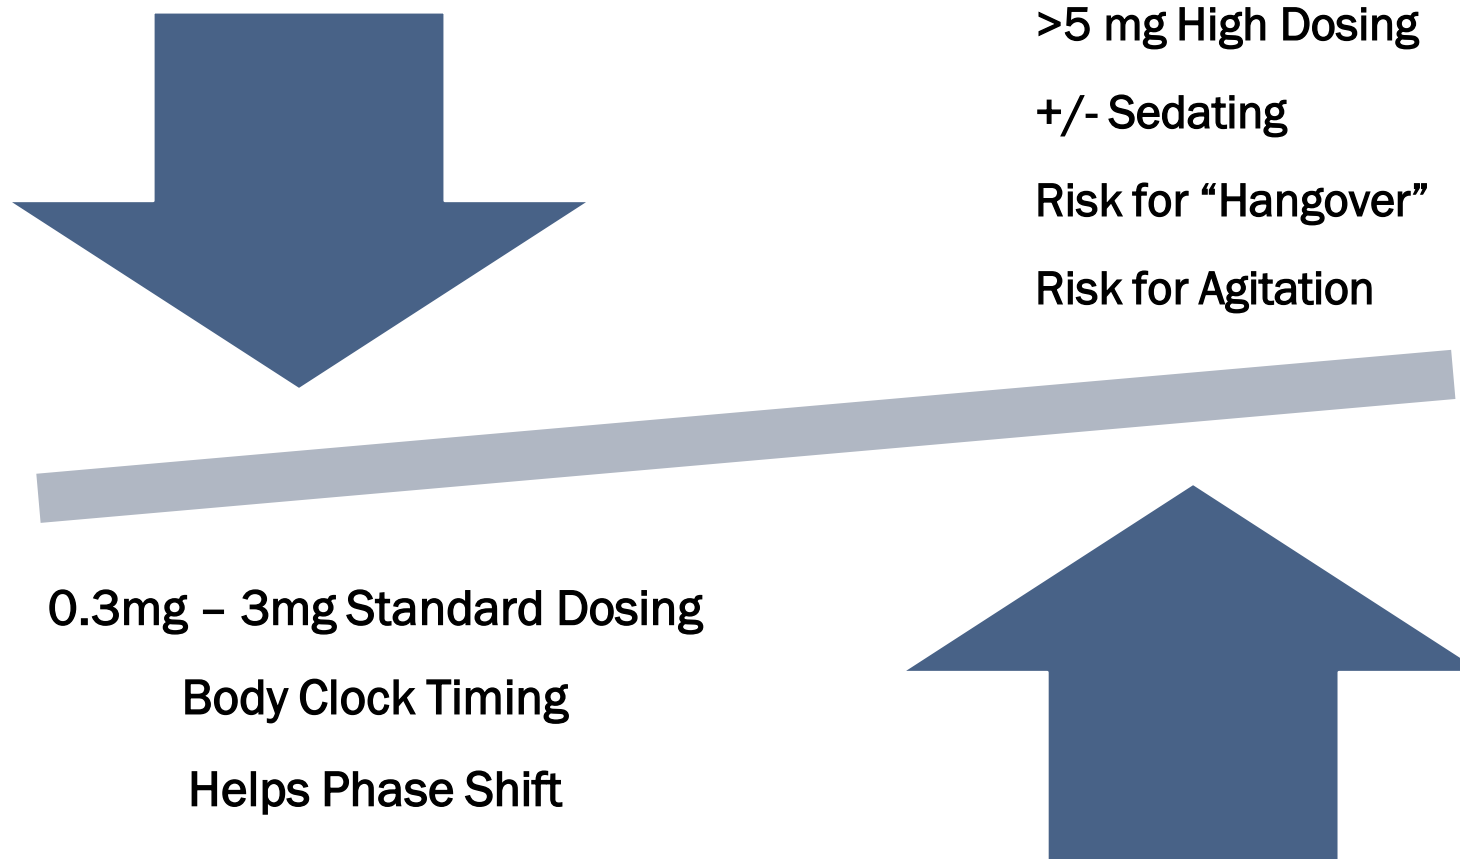 >5 mg High Dosing
+/- Sedating
Risk for “Hangover”
Risk for Agitation
0.3mg – 3mg Standard Dosing
Body Clock Timing
Helps Phase Shift